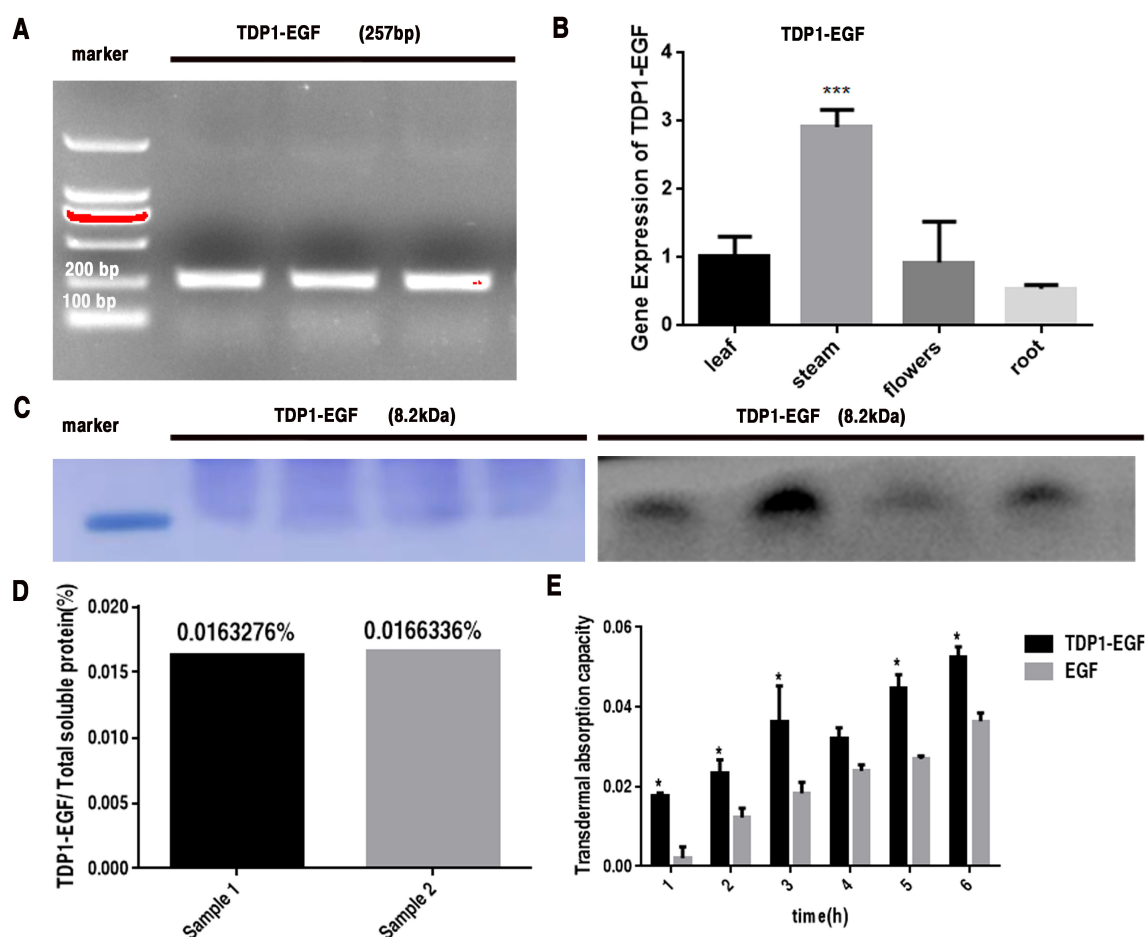 A
TDP1-EGF (257bp)
marker
200 bp
100 bp
B
TDP1-EGF
Gene Expression of TDP1-EGF
4
3
2
1
0
***
leaf
steam
flowers
root
C
marker
TDP1-EGF (8.2kDa)
TDP1-EGF (8.2kDa)
D
TDP1-EGF/ Total soluble protein(%)
0.020
0.015
0.010
0.005
0.000
0.0163276%
0.0166336%
Sample 1
Sample 2
E
Transdermal absorption capacity
0.06
0.04
0.02
0.00
*
*
*
*
*
1
2
3
4
5
6
time(h)
TDP1-EGF
EGF